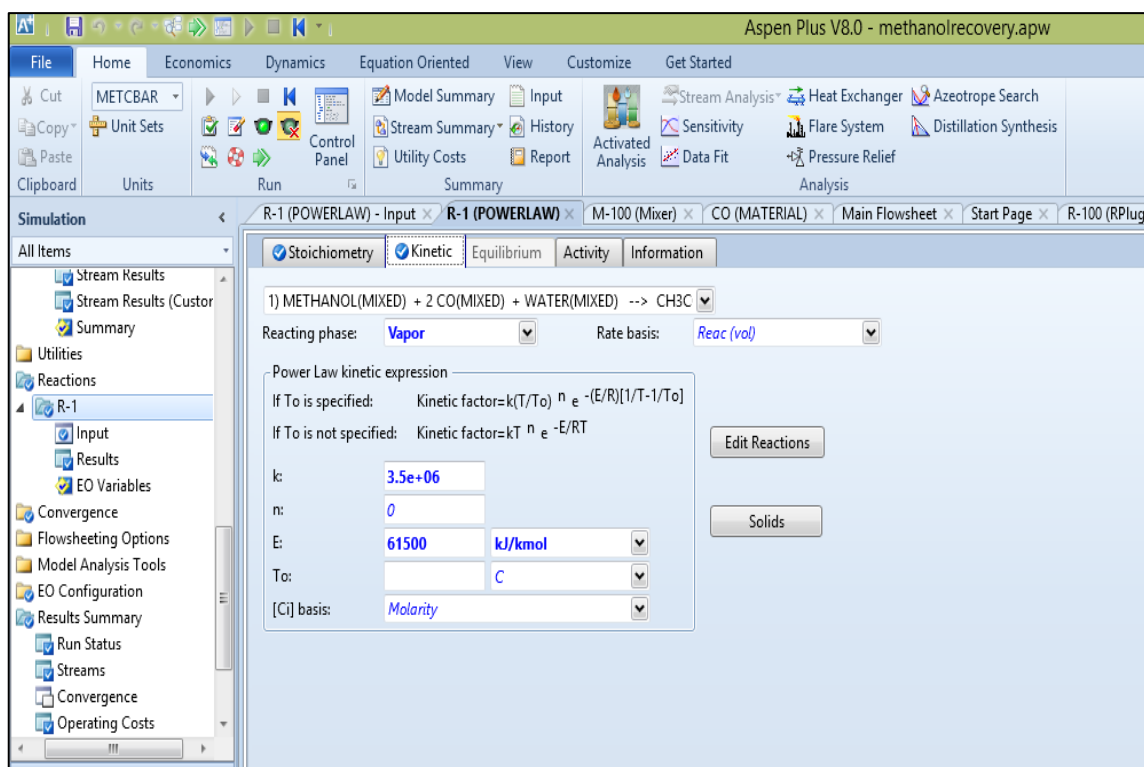 Aspen Plus V8.0 - methanolrecovery.apw
File Home Economics Dynamics Equation Oriented View Customize Get Started
Cut METCBAR Model Summary Input Stream Analysis Heat Exchanger Azeotrope Search
Copy Unit Sets Control Panel Stream Summary History Activated Analysis Sensitivity Flare System Distillation Synthesis
Paste Utility Costs Report Data Fit Pressure Relief
Clipboard Units Run Summary Analysis
Simulation <
R-1 (POWERLAW) - Input R-1 (POWERLAW) M-100 (Mixer) CO (MATERIAL) Main Flowsheet Start Page R-100 (RPlug
All Items
Stream Results
Stream Results (Custor
Summary
Utilities
Reactions
R-1
Input
Results
EO Variables
Convergence
Flowsheeting Options
Model Analysis Tools
EO Configuration
Results Summary
Run Status
Streams
Convergence
Operating Costs
Stoichiometry Kinetic Equilibrium Activity Information
1) METHANOL(MIXED) + 2 CO(MIXED) + WATER(MIXED) --> CH3C
Reacting phase: Vapor Rate basis: Reac (vol)
Power Law kinetic expression
If To is specified: Kinetic factor=k(T/To) n e -(E/R)[1/T-1/To]
If To is not specified: Kinetic factor=kT n e -E/RT
Edit Reactions
k: 3.5e+06
n: 0
Solids
E: 61500 kJ/kmol
To: C
[Ci] basis: Molarity